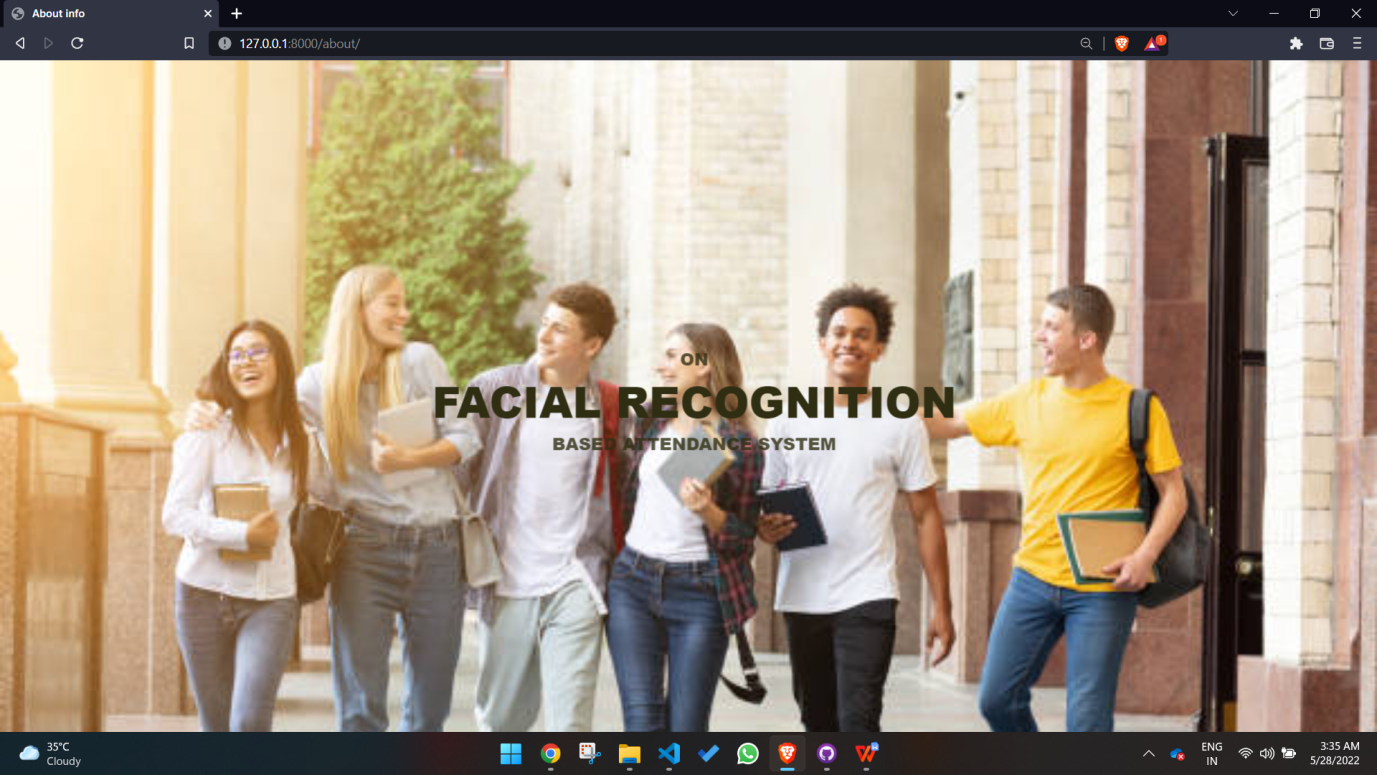 About info
127.0.0.1:8000/about/
1
ON
FACIAL RECOGNITION
BASED ATTENDANCE SYSTEM
35°C
Cloudy
ENG
IN
3:35 AM
5/28/2022